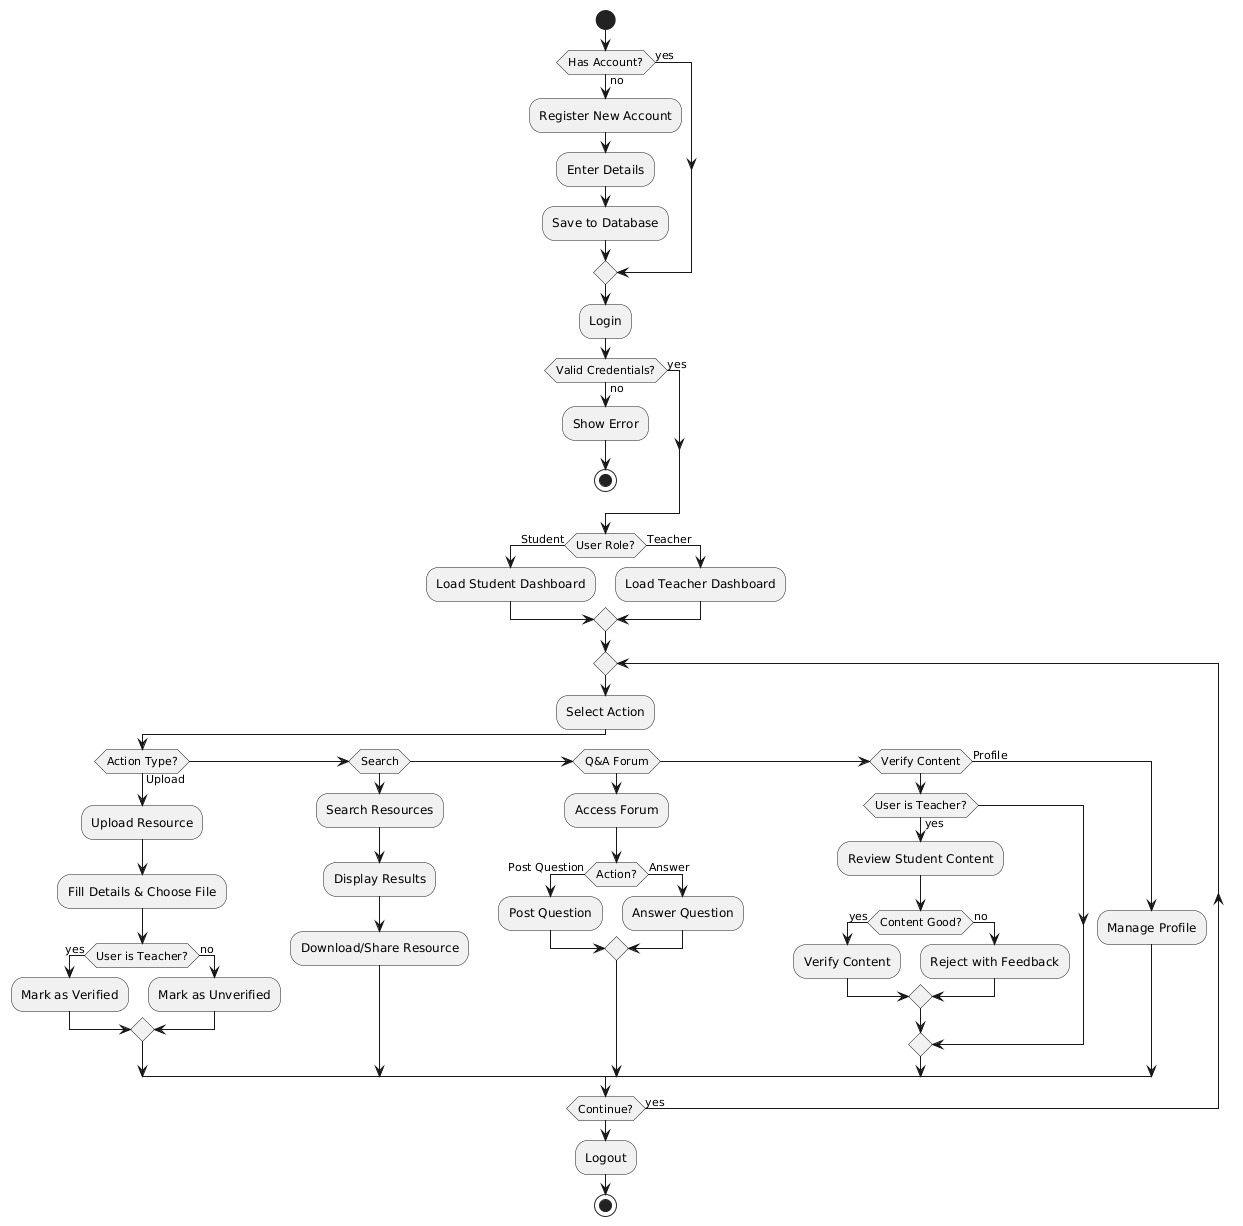 Has Account?
yes
no
Register New Account
Enter Details
Save to Database
Login
Valid Credentials?
yes
no
Show Error
User Role?
Student
Teacher
Load Student Dashboard
Load Teacher Dashboard
Select Action
Action Type?
Upload
Upload Resource
Fill Details & Choose File
User is Teacher?
yes
no
Mark as Verified
Mark as Unverified
Search
Search Resources
Display Results
Download/Share Resource
Q&A Forum
Access Forum
Action?
Post Question
Answer
Post Question
Answer Question
Verify Content
Profile
User is Teacher?
yes
Review Student Content
Content Good?
yes
no
Verify Content
Reject with Feedback
Manage Profile
Continue?
yes
Logout